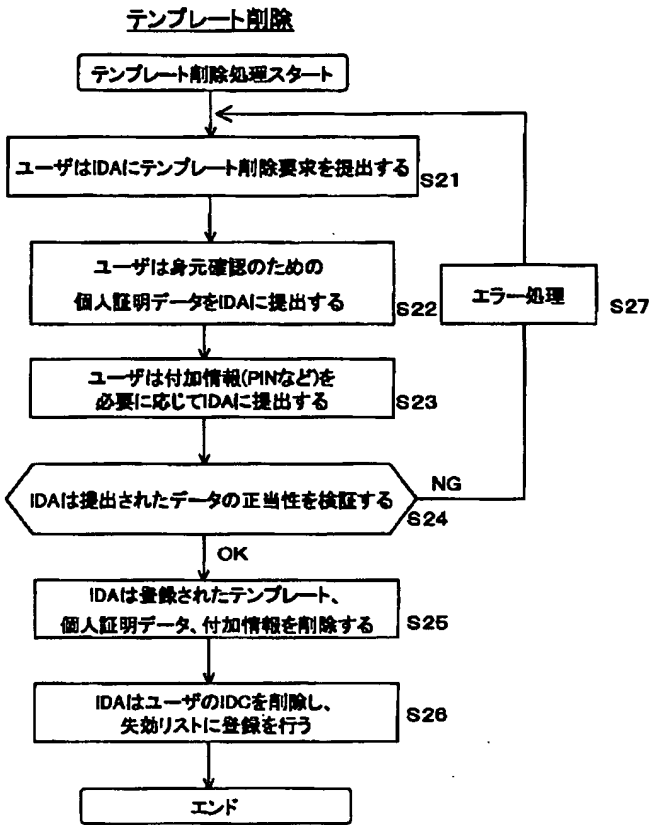 テンプレート削除
テンプレート削除処理スタート
ユーザはIDAにテンプレート削除要求を提出する
S21
ユーザは身元確認のための
個人証明データをIDAに提出する
S22
エラー処理
S27
ユーザは付加情報(PINなど)を
必要に応じてIDAに提出する
S23
IDAは提出されたデータの正当性を検証する
NG
S24
OK
IDAは登録されたテンプレート、
個人証明データ、付加情報を削除する
S25
IDAはユーザのIDCを削除し、
失効リストに登録を行う
S26
エンド